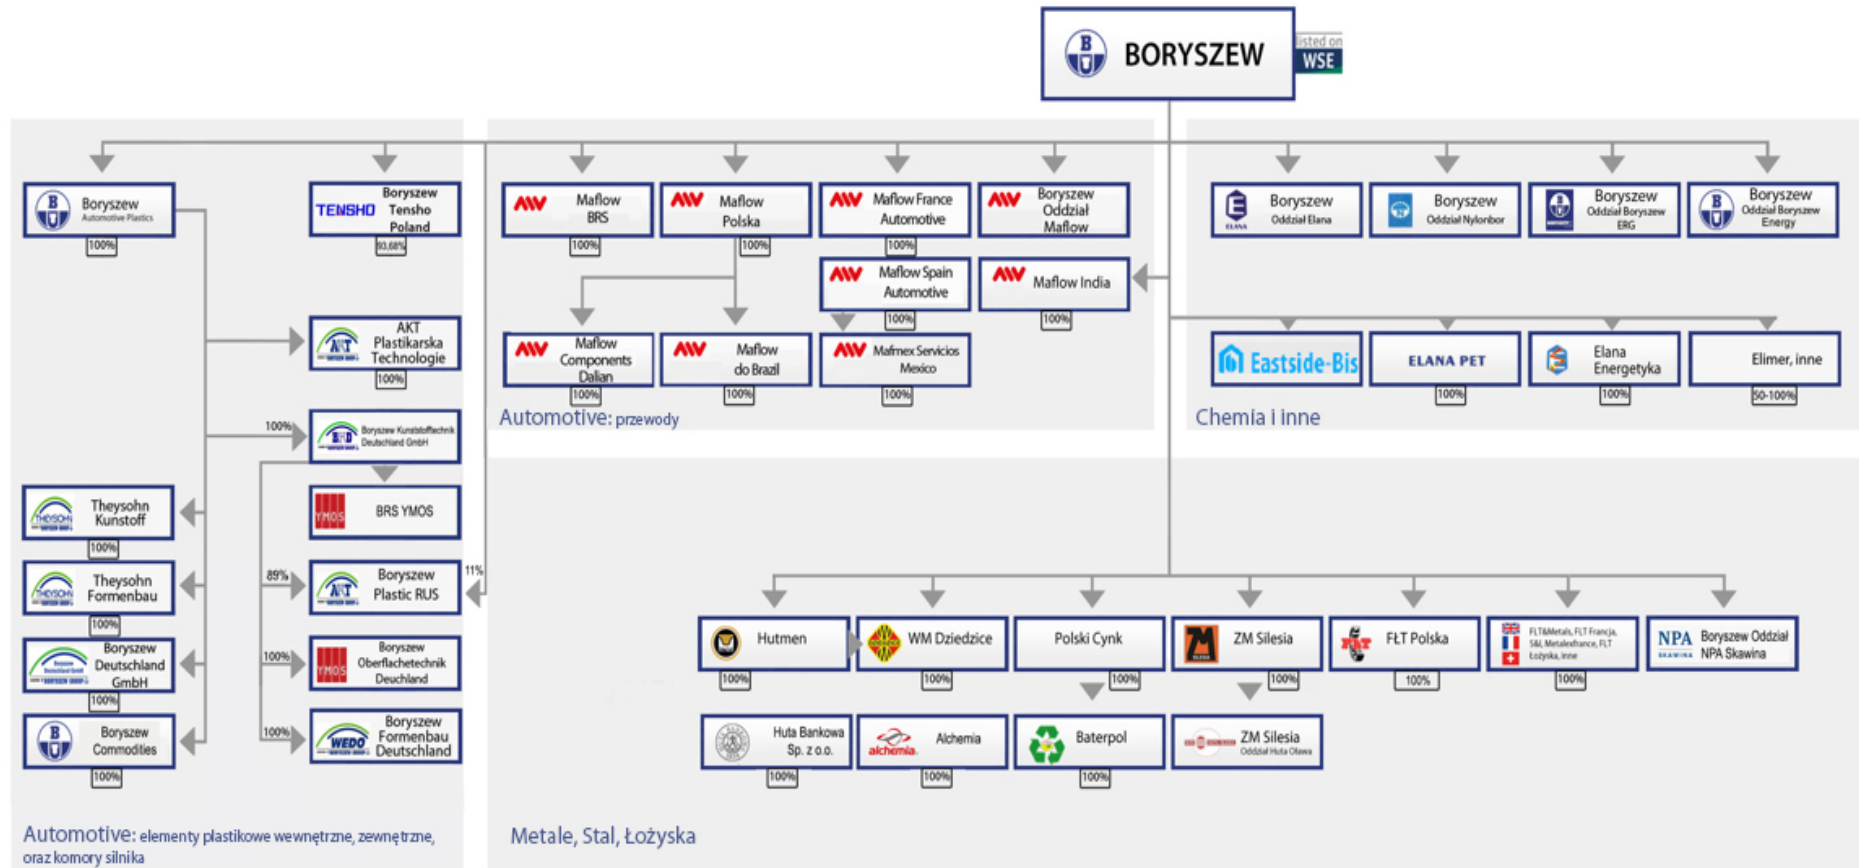 BORYSZEW
listed on
WSE
Boryszew
Automotive Plastics
100%
TENSHO
Boryszew
Tensho
Poland
93,68%
AKT
Plastikarska
Technologie
100%
100%
Boryszew Kunststofftechnik
Deutschland GmbH
Theysohn
Kunstoff
100%
YMOS
BRS YMOS
Theysohn
Formenbau
100%
89%
Boryszew
Plastic RUS
11%
Boryszew
Deutschland
GmbH
100%
100%
YMOS
Boryszew
Oberflachetechnik
Deuchland
Boryszew
Commodities
100%
100%
WEDO
Boryszew
Formenbau
Deutschland
Automotive: elementy plastikowe wewnętrzne, zewnętrzne,
oraz komory silnika
Maflow
BRS
100%
Maflow
Polska
100%
Maflow France
Automotive
100%
Boryszew
Oddział
Maflow
Maflow Spain
Automotive
100%
Maflow India
100%
Maflow
Components
Dalian
100%
Maflow
do Brazil
100%
Mafmex Servicios
Mexico
100%
Automotive: przewody
ELANA
Boryszew
Oddział Elana
Boryszew
Oddział Nylonbor
Boryszew
Oddział Boryszew
ERG
Boryszew
Oddział Boryszew
Energy
Eastside-Bis
ELANA PET
100%
Elana
Energetyka
100%
Elimer, inne
50-100%
Chemia i inne
Hutmen
100%
WM Dziedzice
100%
Polski Cynk
100%
ZM Silesia
100%
FŁT Polska
100%
FLT&Metals, FLT Francja,
S&I, Metalexfrance, FLT
Łożyska, inne
100%
NPA
SKAWINA
Boryszew Oddział
NPA Skawina
Huta Bankowa
Sp. z o.o.
100%
alchemia
Alchemia
100%
Baterpol
100%
ZM Silesia
Oddział Huta Oława
Metale, Stal, Łożyska